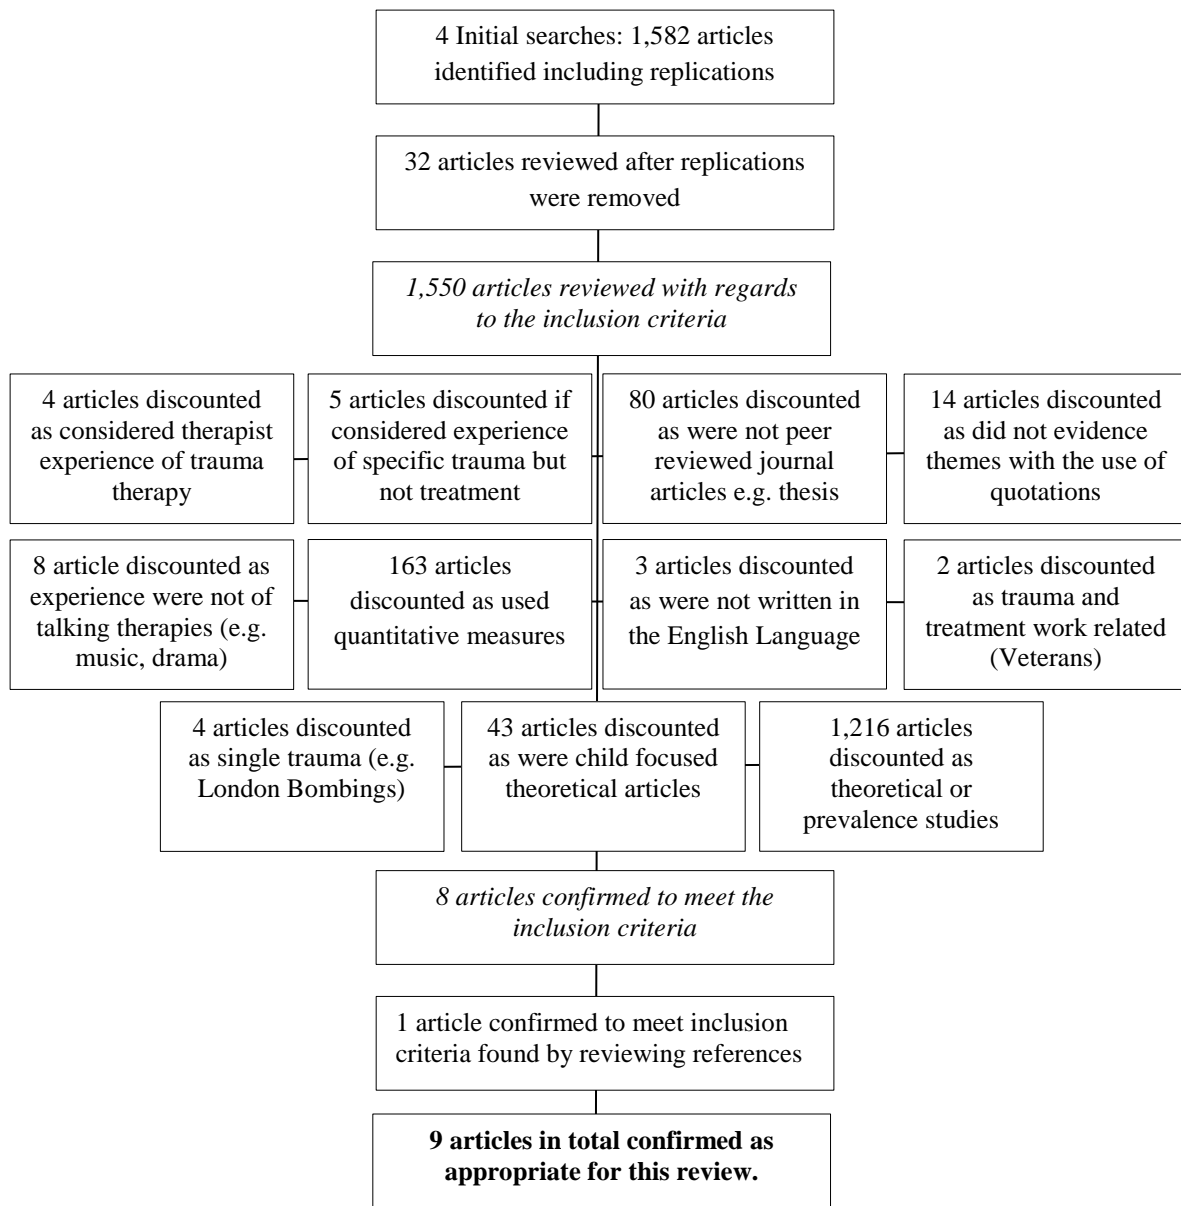 4 Initial searches: 1,582 articles
identified including replications
32 articles reviewed after replications
were removed
1,550 articles reviewed with regards
to the inclusion criteria
4 articles discounted
as considered therapist
experience of trauma
therapy
5 articles discounted if
considered experience
of specific trauma but
not treatment
80 articles discounted
as were not peer
reviewed journal
articles e.g. thesis
14 articles discounted
as did not evidence
themes with the use of
quotations
8 article discounted as
experience were not of
talking therapies (e.g.
music, drama)
163 articles
discounted as used
quantitative measures
3 articles discounted
as were not written in
the English Language
2 articles discounted
as trauma and
treatment work related
(Veterans)
4 articles discounted
as single trauma (e.g.
London Bombings)
43 articles discounted
as were child focused
theoretical articles
1,216 articles
discounted as
theoretical or
prevalence studies
8 articles confirmed to meet the
inclusion criteria
1 article confirmed to meet inclusion
criteria found by reviewing references
9 articles in total confirmed as
appropriate for this review.